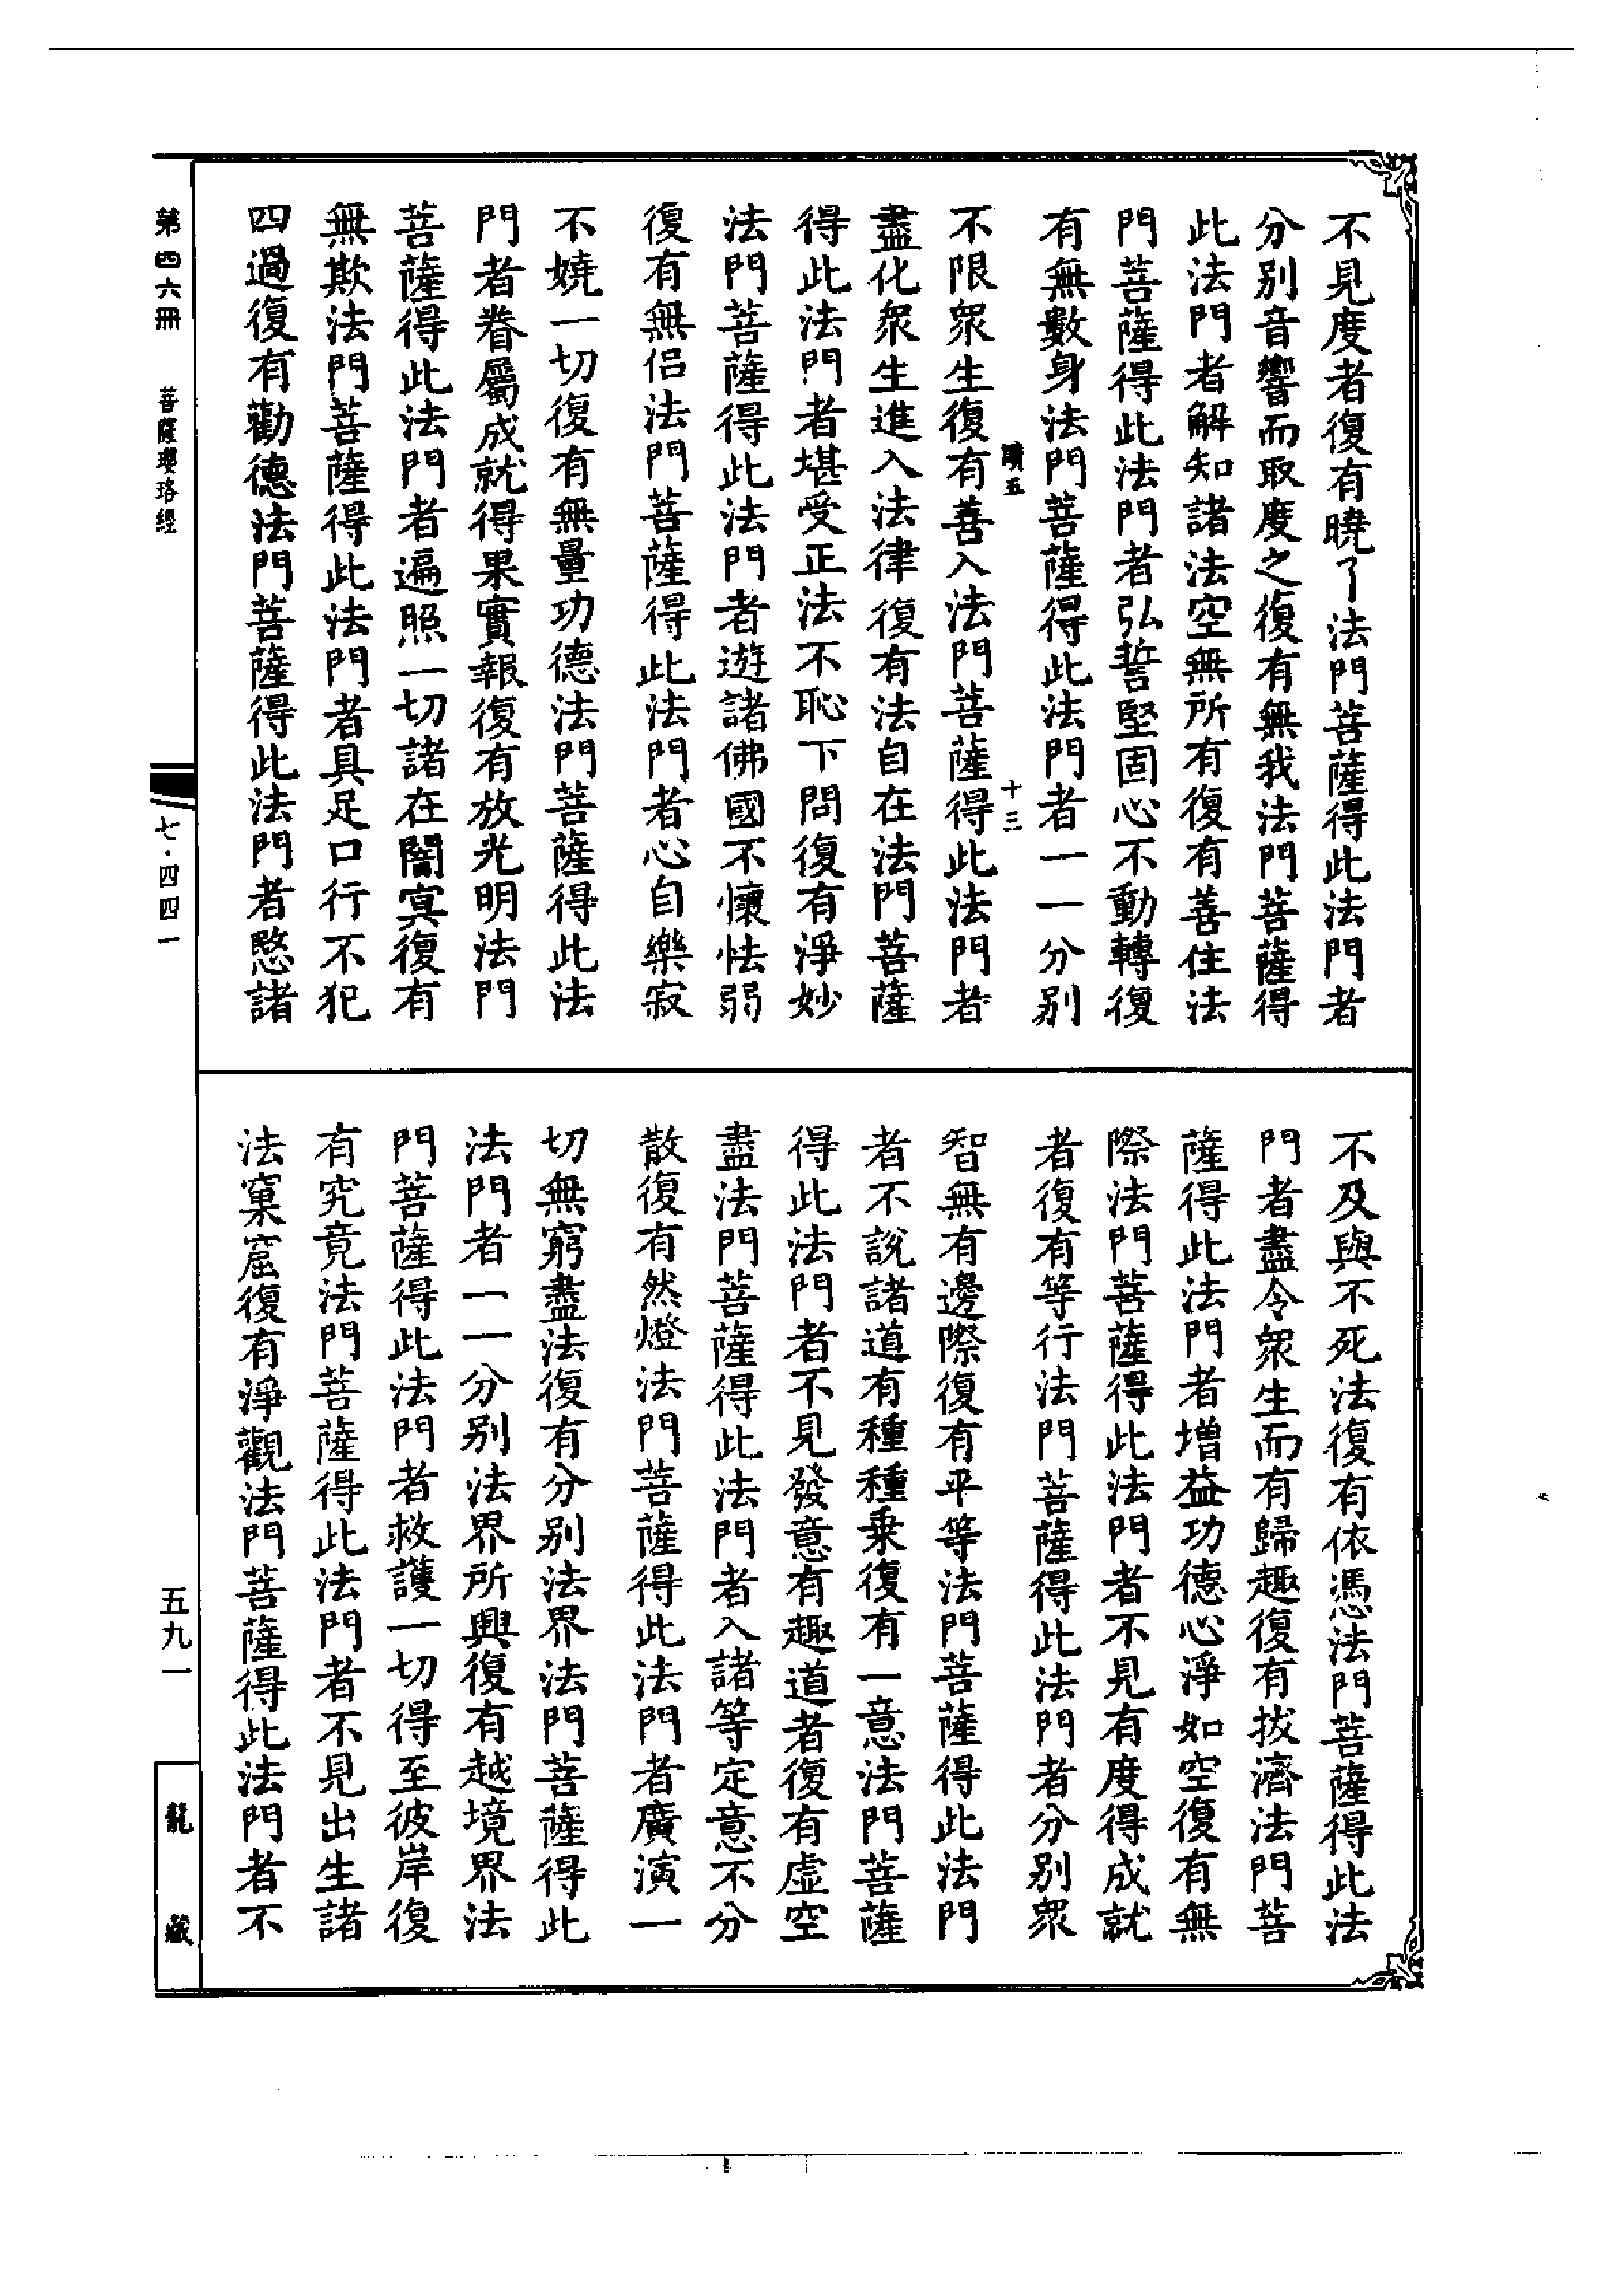 不見度者復有曉了法門菩薩得此法門者
分別音響而取度之復有無我法門菩薩得
此法門者解知諸法空無所有復有善住法
門菩薩得此法門者弘誓堅固心不動轉復
有無數身法門菩薩得此法門者一一分別
十三
不限衆生復有善入法門菩薩得此法門者
盡化衆生進入法律復有法自在法門菩薩
得此法門者堪受正法不恥下問復有淨妙
法門菩薩得此法門者遊諸佛國不懷怯弱
復有無侶法門菩薩得此法門者心自樂寂
不嬈一切復有無量功德法門菩薩得此法
門者眷屬成就得果實報復有放光明法門
菩薩得此法門者遍照一切諸在闇冥復有
無欺法門菩薩得此法門者具足口行不犯
四過復有勸德法門菩薩得此法門者愍諸
不及與不死法復有依憑法門菩薩得此法
門者盡令衆生而有歸趣復有拔濟法門菩
薩得此法門者增益功德心淨如空復有無
際法門菩薩得此法門者不見有度得成就
者復有等行法門菩薩得此法門者分別衆
智無有邊際復有平等法門菩薩得此法門
者不說諸道有種種乗復有一意法門菩薩
得此法門者不見發意有趣道者復有虛空
盡法門菩薩得此法門者入諸等定意不分
散復有然燈法門菩薩得此法門者廣演一
切無窮盡法復有分別法界法門菩薩得此
法門者一一分別法界所興復有越境界法
門菩薩得此法門者救護一切得至彼岸復
有究竟法門菩薩得此法門者不見出生諸
法窠窟復有淨觀法門菩薩得此法門者不
第四六冊 菩薩瓔珞經
七·四四一
五九一
龍藏